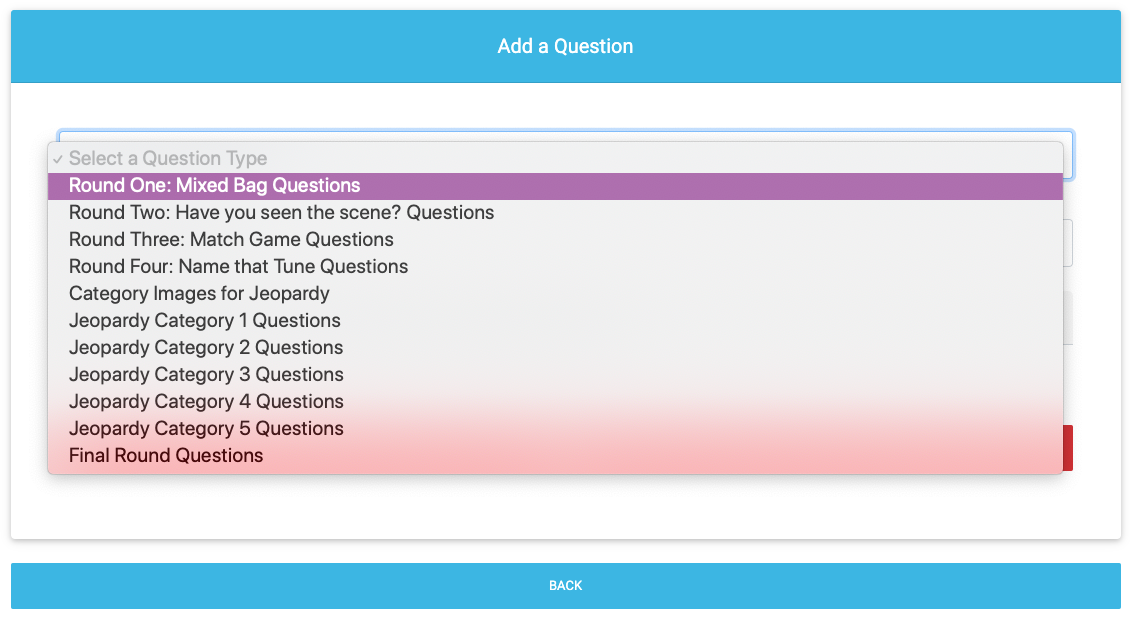 Add a Question
Select a Question Type
Round One: Mixed Bag Questions
Round Two: Have you seen the scene? Questions
Round Three: Match Game Questions
Round Four: Name that Tune Questions
Category Images for Jeopardy
Jeopardy Category 1 Questions
Jeopardy Category 2 Questions
Jeopardy Category 3 Questions
Jeopardy Category 4 Questions
Jeopardy Category 5 Questions
Final Round Questions
BACK